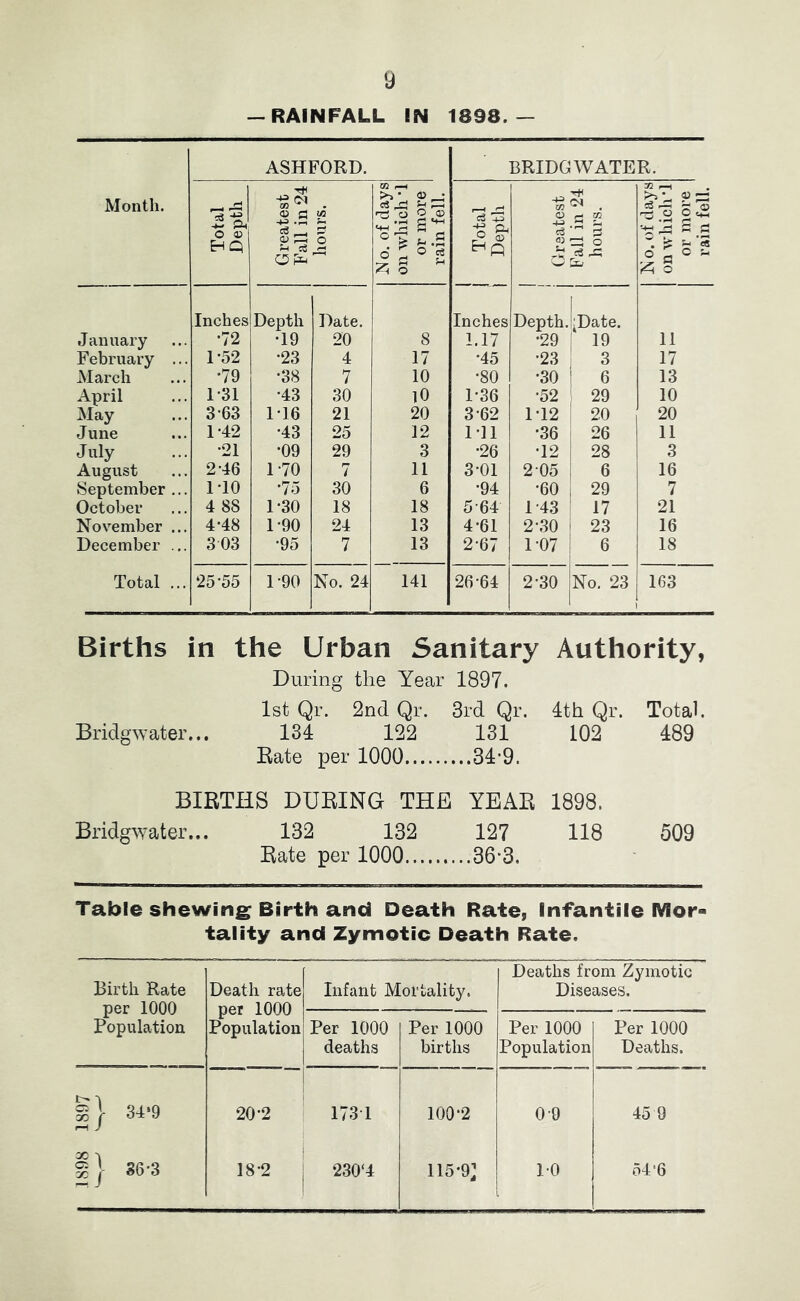 9
— RAINFALL IN 1898. —
Month. ASHFORD. BRIDGWATER.
Total Depth Greatest Fall in 24 hours. No. of days on which ·1 or more rain fell. Total Depth Greatest Fall in 24 hours. No. of days on which ·1 or more rain fell.
Inches Depth Date. Inches Depth. Date.
January ... ·72 ·19 20 8 1.17 ·29 19 11
February ... 1·52 ·23 4 17 ·45 ·23 3 17
March ... ·79 ·38 7 10 ·80 ·30 6 13
April ... 1·31 ·43 30 10 1·36 ·52 29 10
May ... 3·63 1·16 21 20 3·62 1·12 20 20
June ... 1·42 ·43 25 12 1·11 ·36 26 11
July ... ·21 ·09 29 3 ·26 ·12 28 3
August ... 2·46 1·70 7 11 3·01 2 05 6 16
September ... 1·10 ·75 30 6 ·94 ·60 29 7
October ... 4 88 1·30 18 18 5·64 1·43 17 21
November ... 4·48 1·90 24 13 4·61 2·30 23 16
December ... 3 03 ·95 7 13 2·67 1·07 6 18
Total ... 25·55 1·90 No. 24 141 26·64 2·30 No. 23 163
Births in the Urban Sanitary Authority,
During the Year 1897.
1st Qr. 2nd Qr. 3rd Qr. 4th Qr. Total.
Bridgwater... 134 122 131 102 489
Rate per 1000.........34·9.
BIRTHS DURING THE YEAR 1898.
Bridgwater... 132 132 127 118 509
Rate per 1000.........36·3.
Table shewing Birth and Death Rate, Infantile Mor-
tality and Zymotic Death Rate.
Birth Rate per 1000 Population Death rate per 1000 Population Infant Mortality. Deaths from Zymotic Diseases.
Per 1000 deaths Per 1000 births Per 1000 Population Per 1000 Deaths.
1897} 34·9 20·2 173·1 100·2 0·9 45 9
1898} 36·3 18·2 230·4 115·9 1·0 54·6